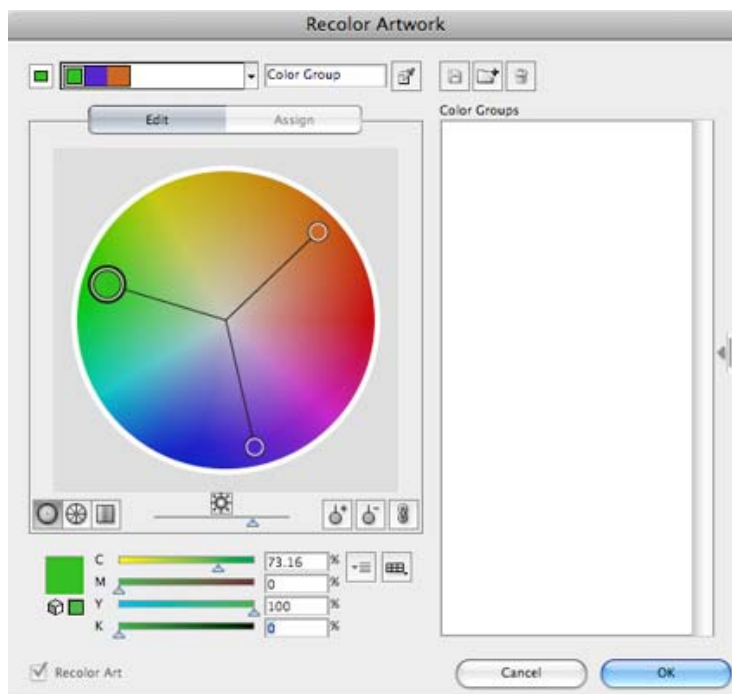 Recolor Artwork
Color Group
Edit Assign
Color Groups
C 73.16 %
M 0 %
Y 100 %
K 0 %
Recolor Art
Cancel OK